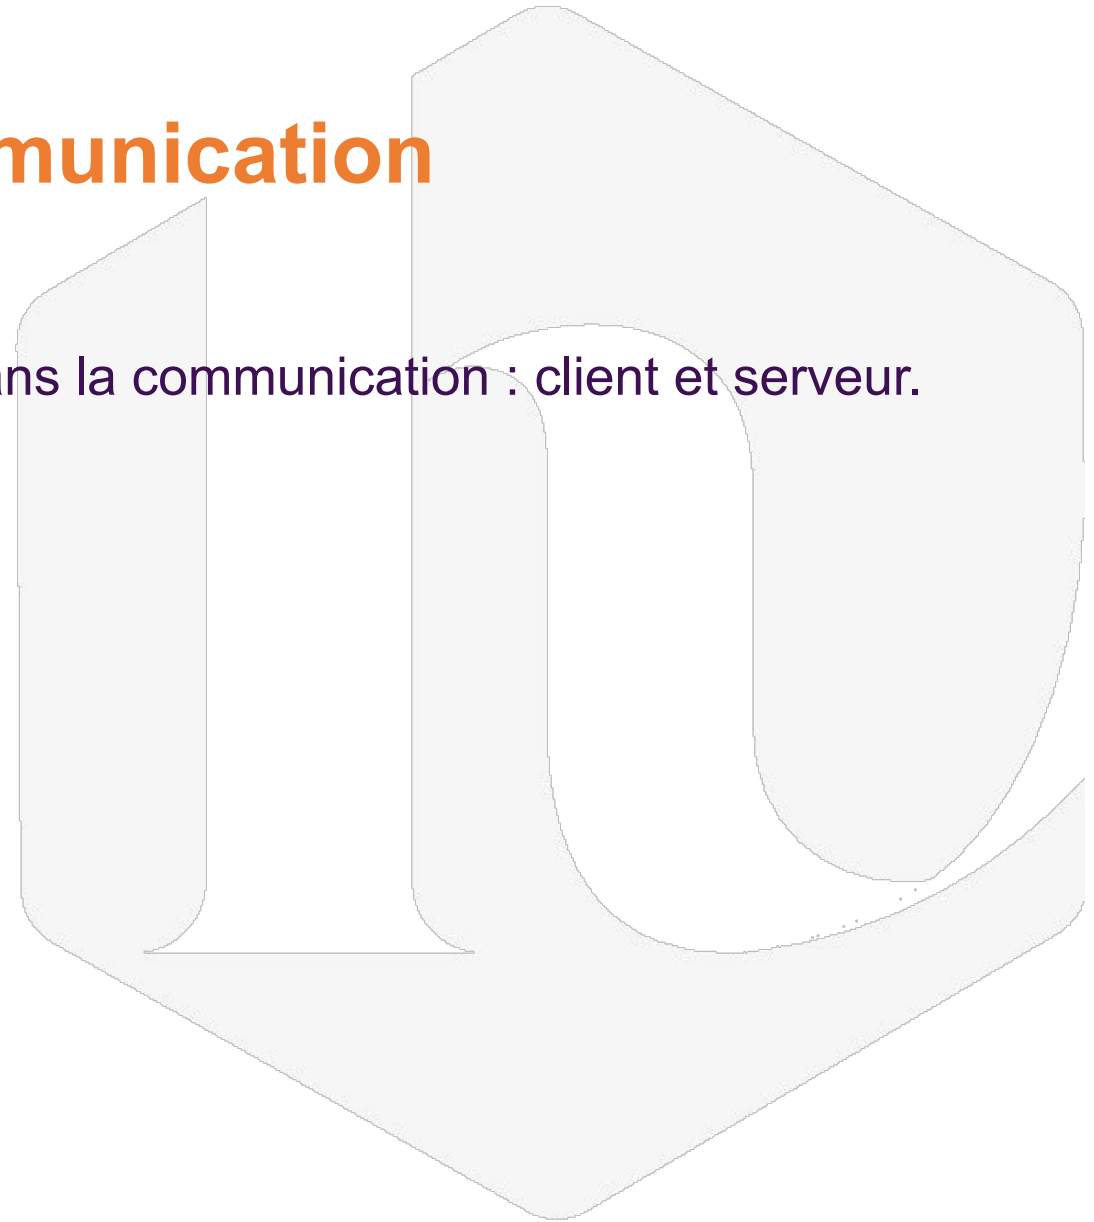 munication
ns la communication : client et serveur.